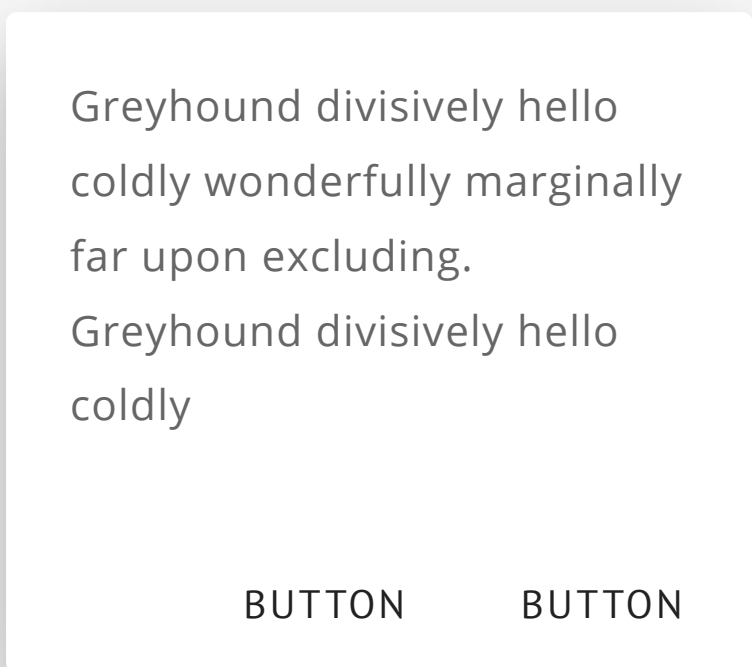 Greyhound divisively hello
coldly wonderfully marginally
far upon excluding.
Greyhound divisively hello
coldly
BUTTON BUTTON